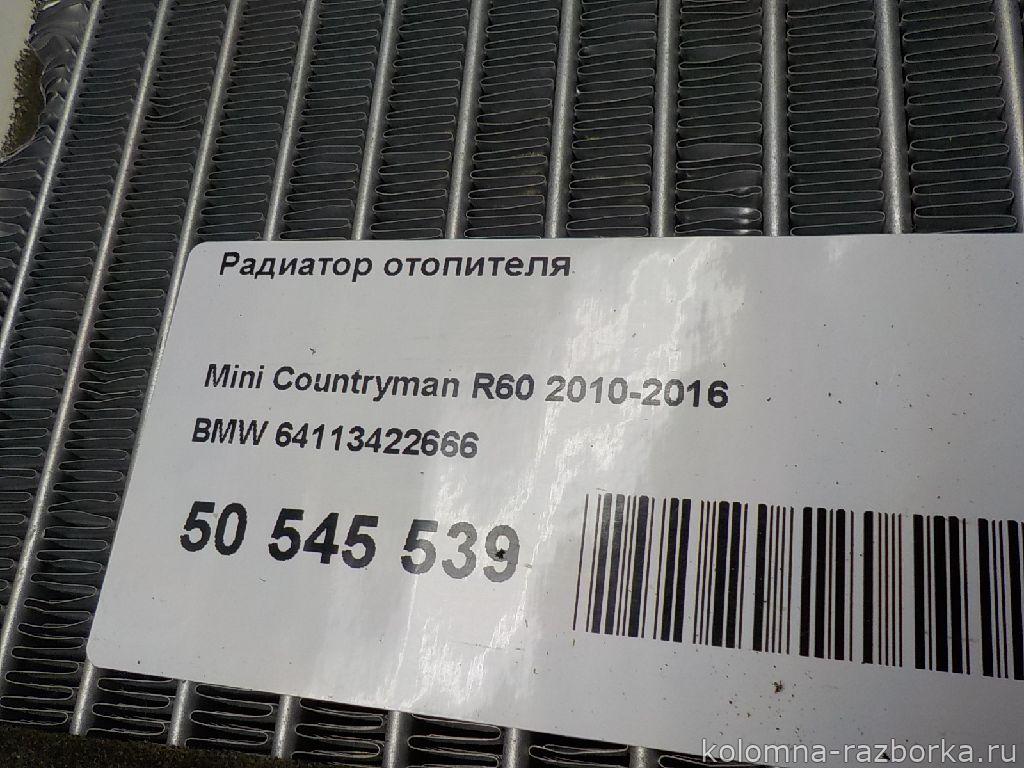 Радиатор отопителя
Mini Countryman R60 2010-2016
BMW 64113422666
50 545 539
kolomna-razborka.ru